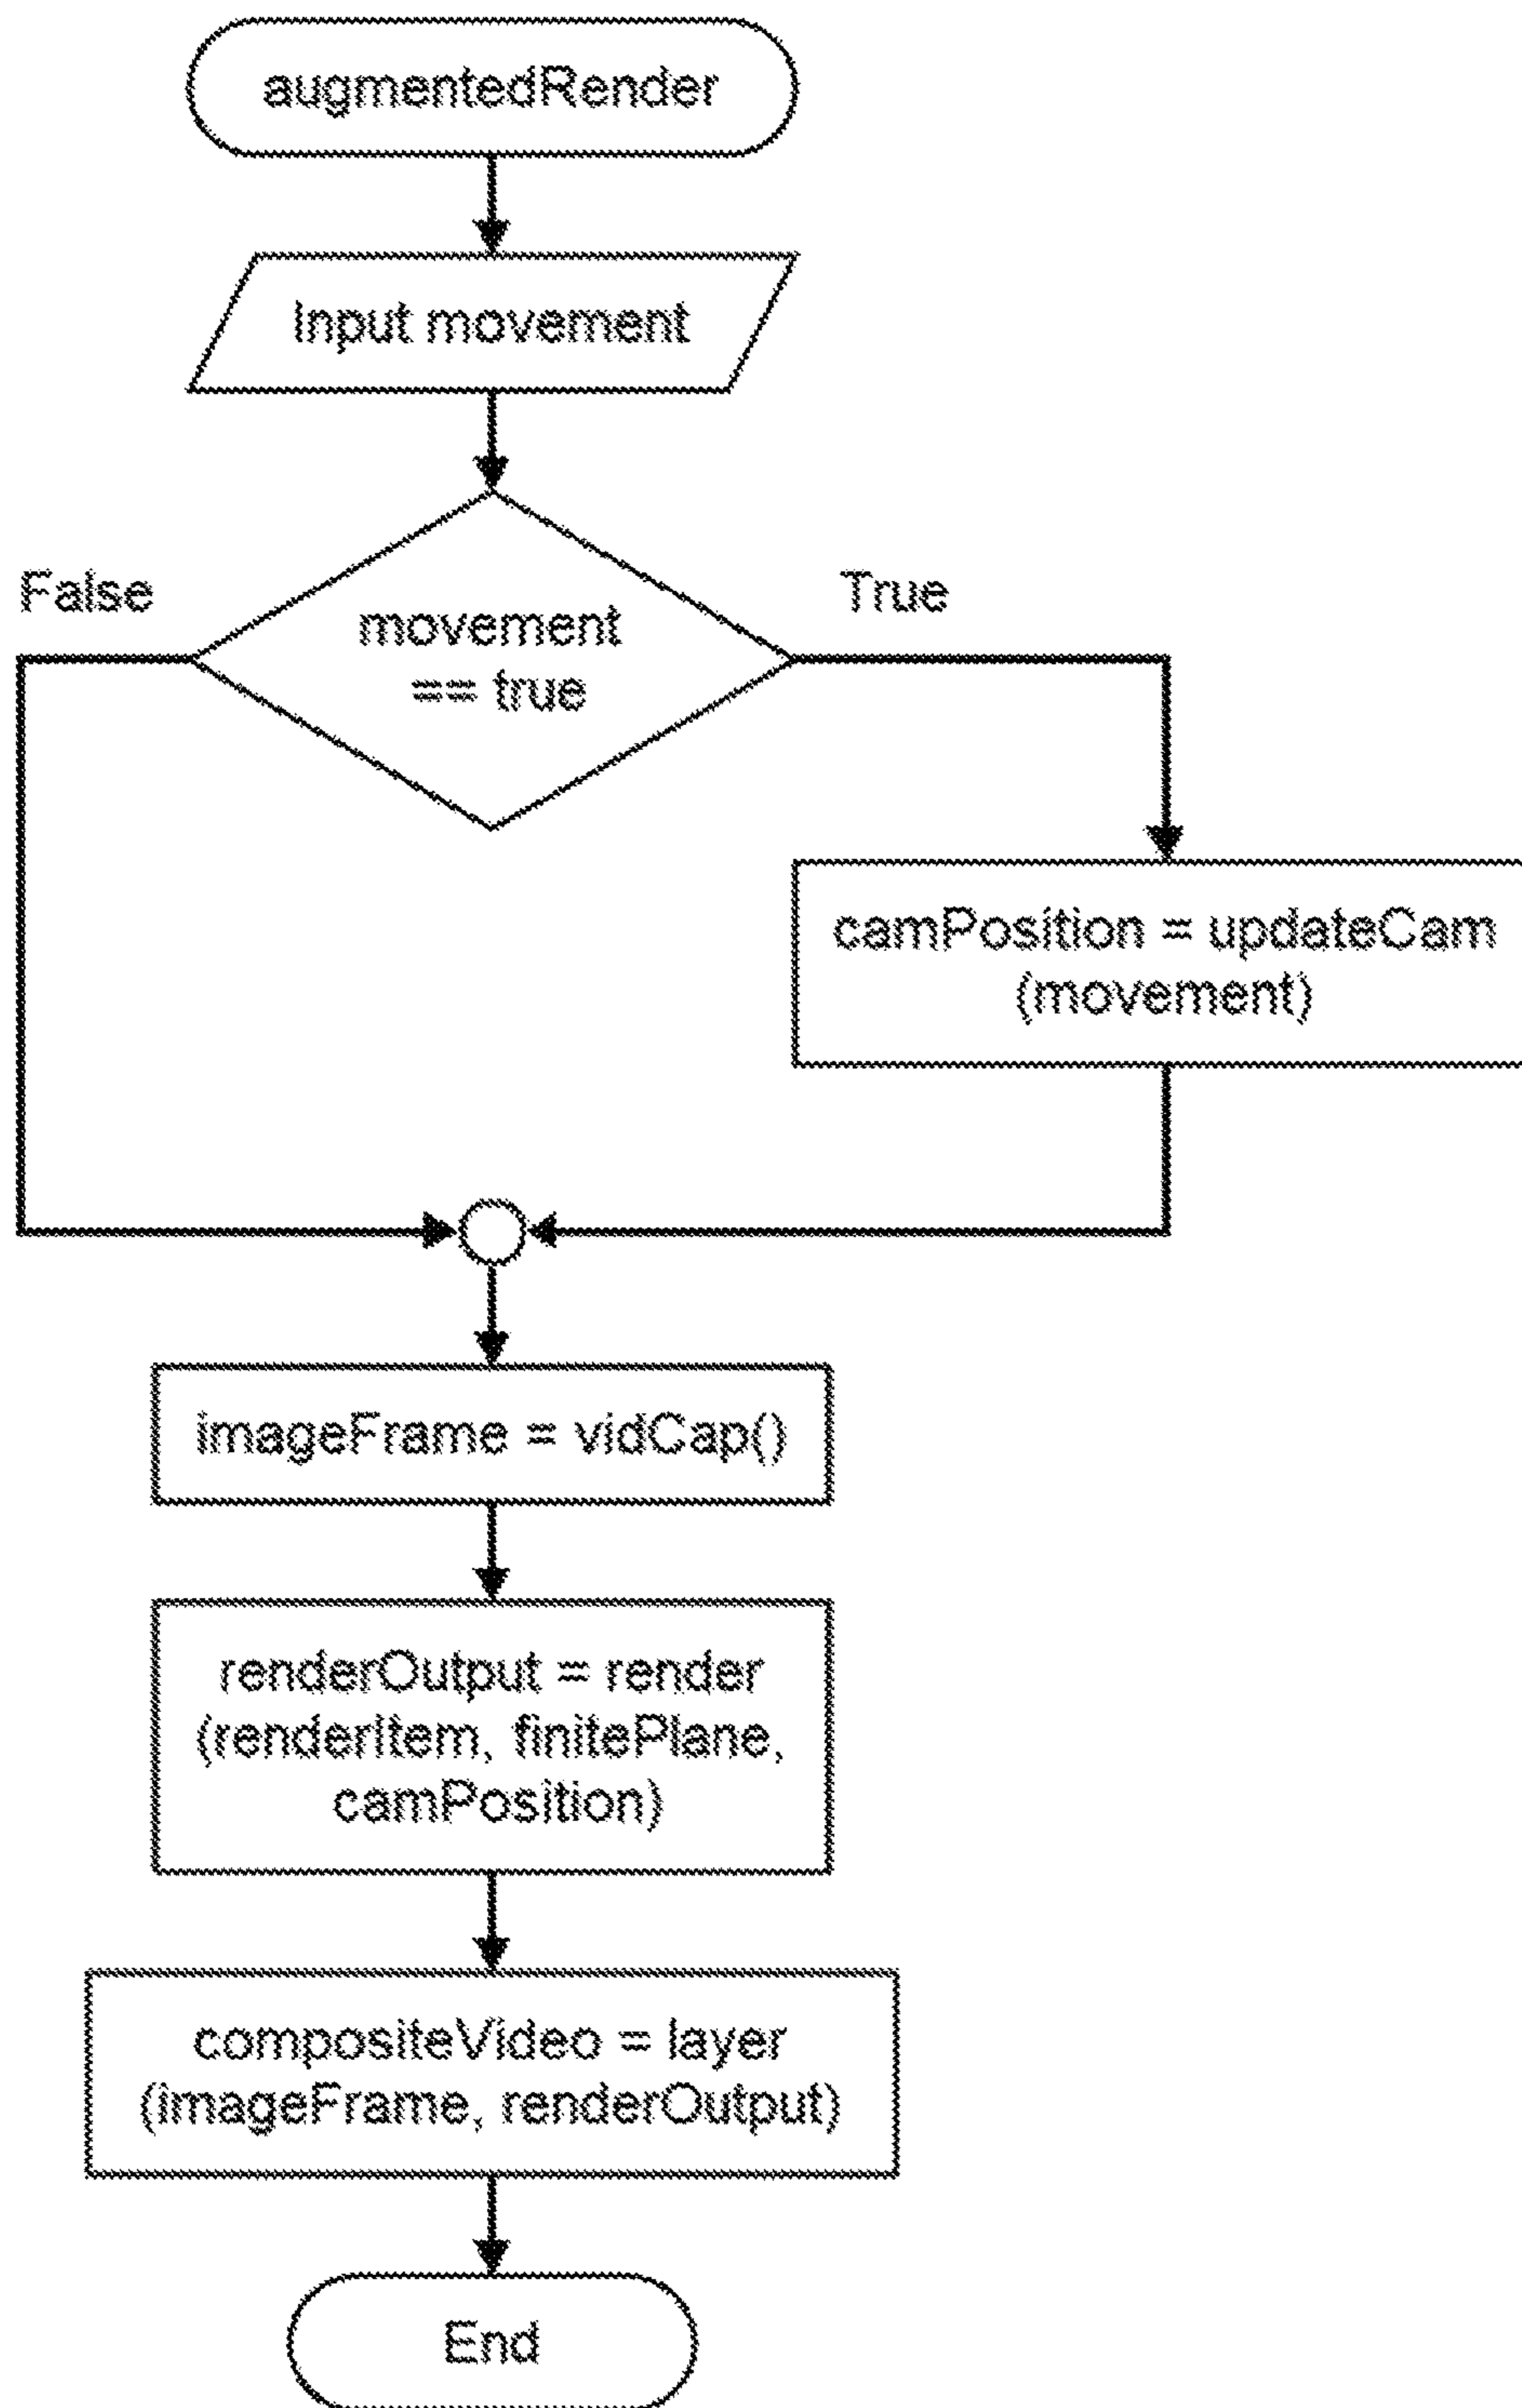 augmentedRender
Input movement
False
True
movement
== true
camPosition = updateCam
(movement)
imageFrame = vidCap()
renderOutput = render
(renderItem, finitePlane,
camPosition)
compositeVideo = layer
(imageFrame, renderOutput)
End